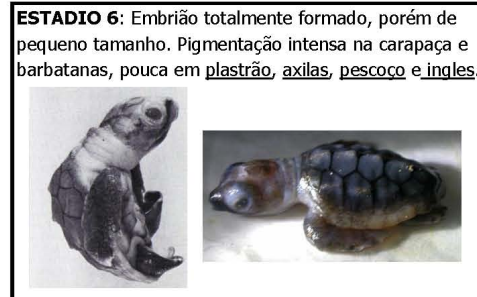 ESTADIO 6: Embrião totalmente formado, porém de
pequeno tamanho. Pigmentação intensa na carapaça e
barbatanas, pouca em plastrão, axilas, pescoço e ingles.